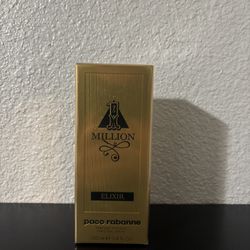 1
MILLION
ELIXIR
paco rabanne